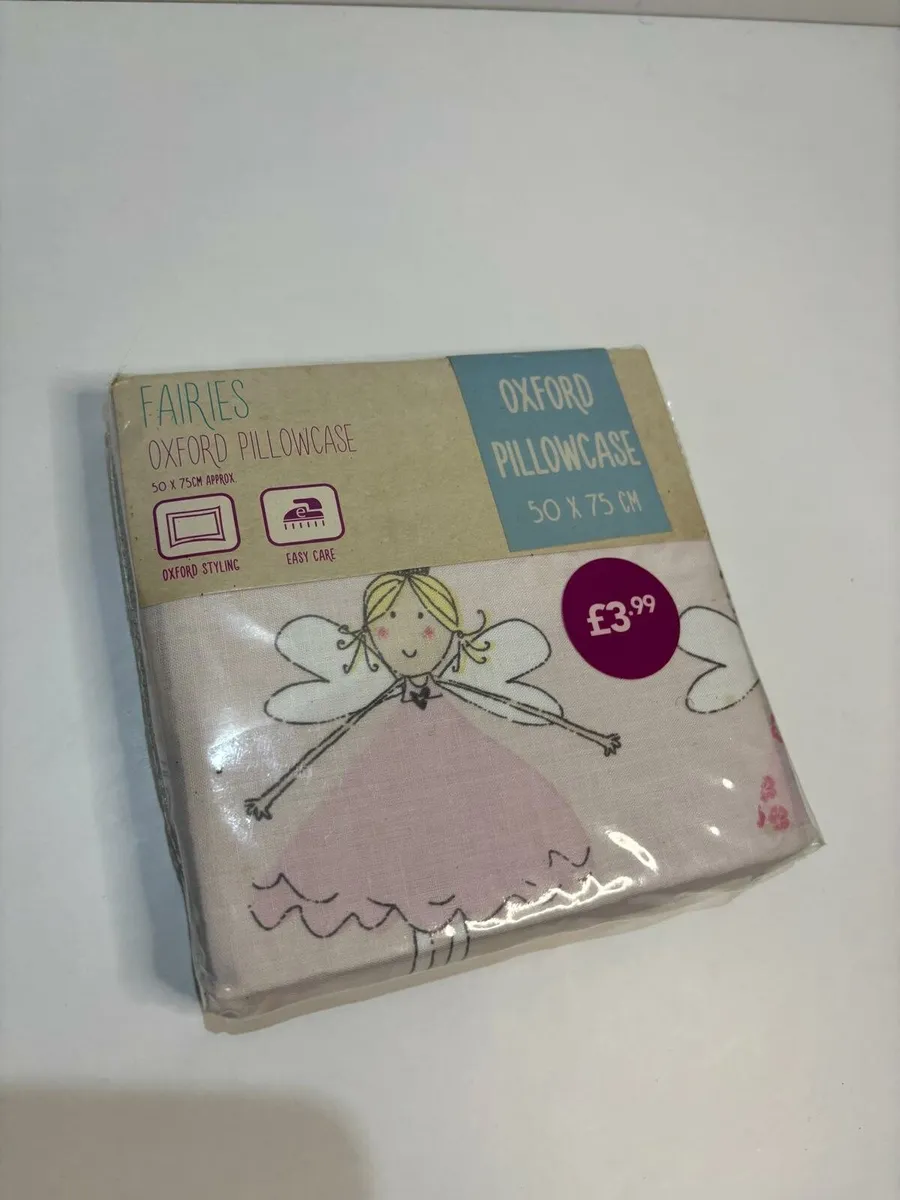 FAIRIES
OXFORD PILLOWCASE
50 X 75CM APPROX.
OXFORD STYLING
e
EASY CARE
OXFORD
PILLOWCASE
50 X 75 CM
£3.99